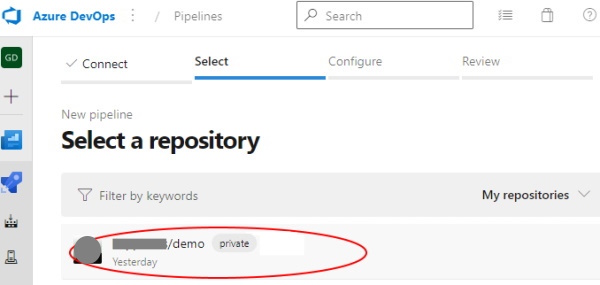 Azure DevOps / Pipelines Search
GD
Connect Select Configure Review
New pipeline
Select a repository
Filter by keywords My repositories
/demo private
Yesterday